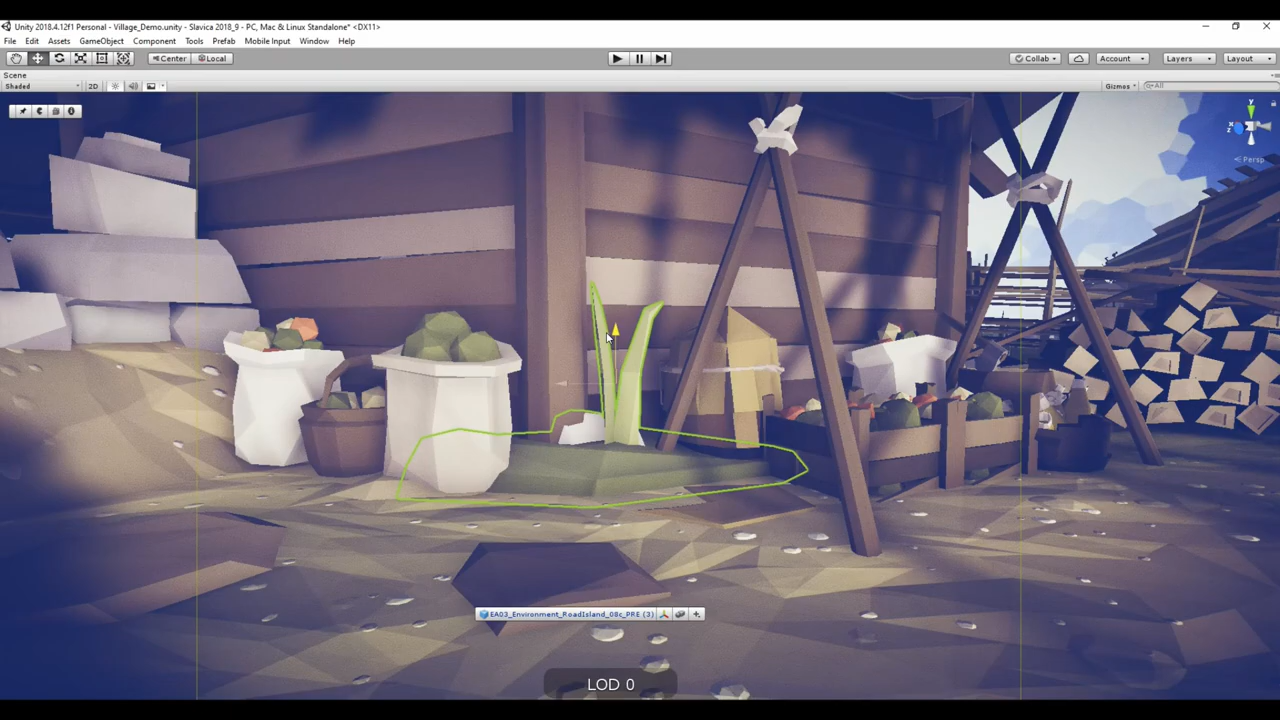 Unity 2018.4.12f1 Personal - Village_Demo.unity - Slavica 2018_9 - PC, Mac & Linux Standalone* <DX11>
File Edit Assets GameObject Component Tools Prefab Mobile Input Window Help
Center Local Collab Account Layers Layout
Scene
Shaded 2D Gizmos All
y
x
z
Persp
EA03_Environment_RoadIsland_08c_PRE (3)
LOD 0